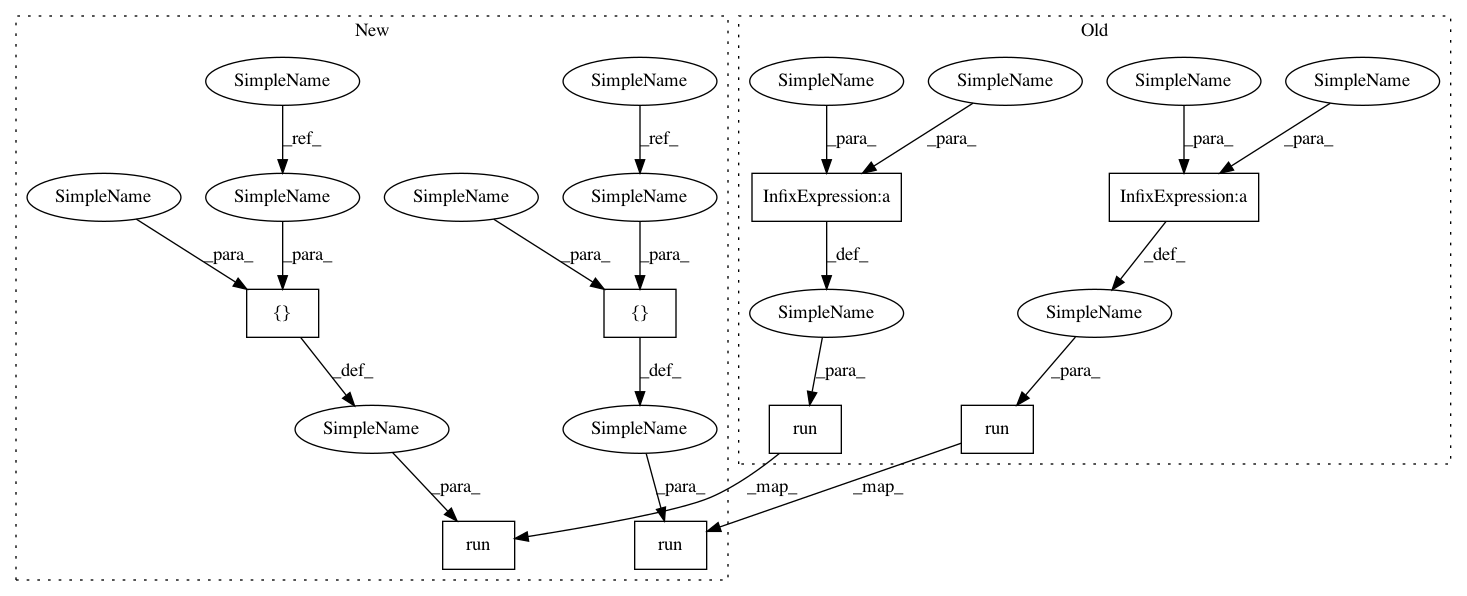 New
Old
SimpleName
SimpleName
SimpleName
SimpleName
SimpleName
SimpleName
_ref_
_ref_
_para_
_para_
_para_
_para_
SimpleName
SimpleName
SimpleName
SimpleName
InfixExpression:a
InfixExpression:a
_para_
_para_
_para_
_para_
_def_
_def_
{}
{}
SimpleName
SimpleName
_def_
_def_
_para_
_para_
SimpleName
SimpleName
run
run
_para_
_para_
_map_
_map_
run
run